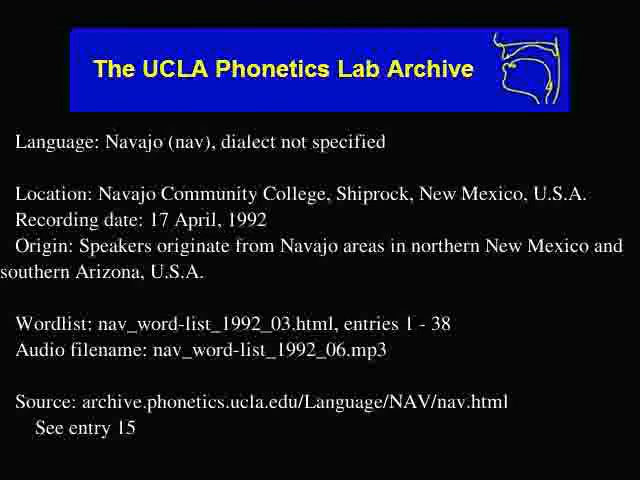 The UCLA Phonetics Lab Archive
Language: Navajo (nav), dialect not specified
Location: Navajo Community College, Shiprock, New Mexico, U.S.A.
Recording date: 17 April, 1992
Origin: Speakers originate from Navajo areas in northern New Mexico and
southern Arizona, U.S.A.
Wordlist: nav_word-list_1992_03.html, entries 1 - 38
Audio filename: nav_word-list_1992_06.mp3
Source: archive.phonetics.ucla.edu/Language/NAV/nav.html
See entry 15